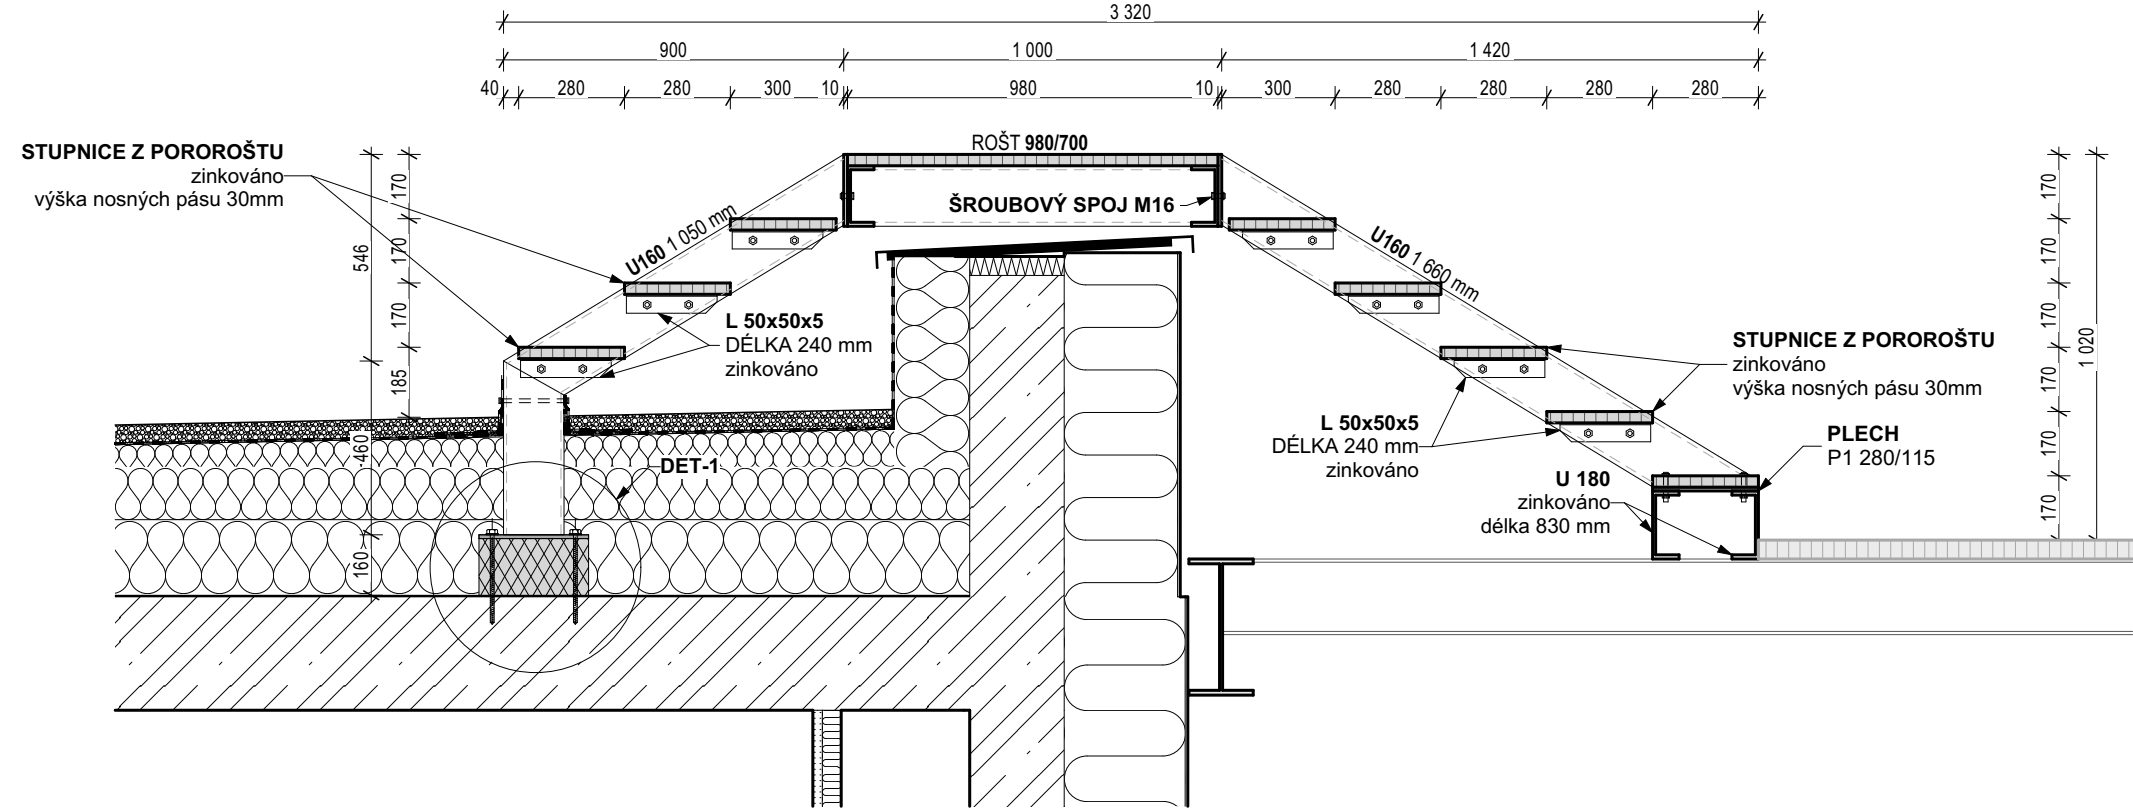 3 320
900 1 000 1 420
40 280 280 300 10 980 10 300 280 280 280 280
STUPNICE Z POROROŠTU
zinkováno
výška nosných pásu 30mm
546
460
160
170
170
170
185
ROŠT 980/700
ŠROUBOVÝ SPOJ M16
U160 1 050 mm
L 50x50x5
DÉLKA 240 mm
zinkováno
DET-1
U160 1 660 mm
STUPNICE Z POROROŠTU
zinkováno
výška nosných pásu 30mm
L 50x50x5
DÉLKA 240 mm
zinkováno
PLECH
P1 280/115
U 180
zinkováno
délka 830 mm
170
170
170
170
170
170
1 020